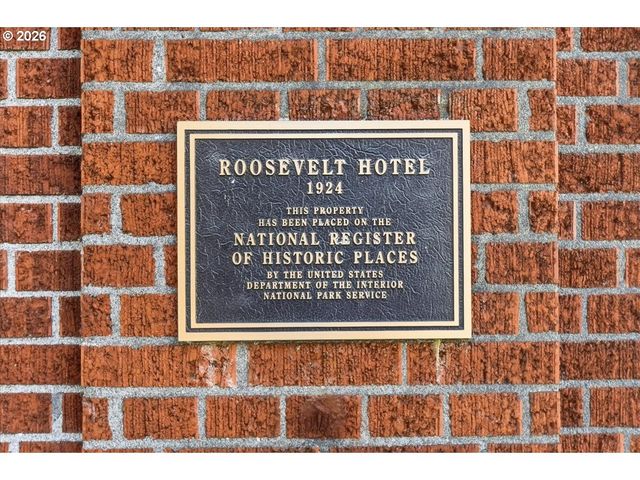 © 2026
ROOSEVELT HOTEL
1924
THIS PROPERTY
HAS BEEN PLACED ON THE
NATIONAL REGISTER
OF HISTORIC PLACES
BY THE UNITED STATES
DEPARTMENT OF THE INTERIOR
NATIONAL PARK SERVICE